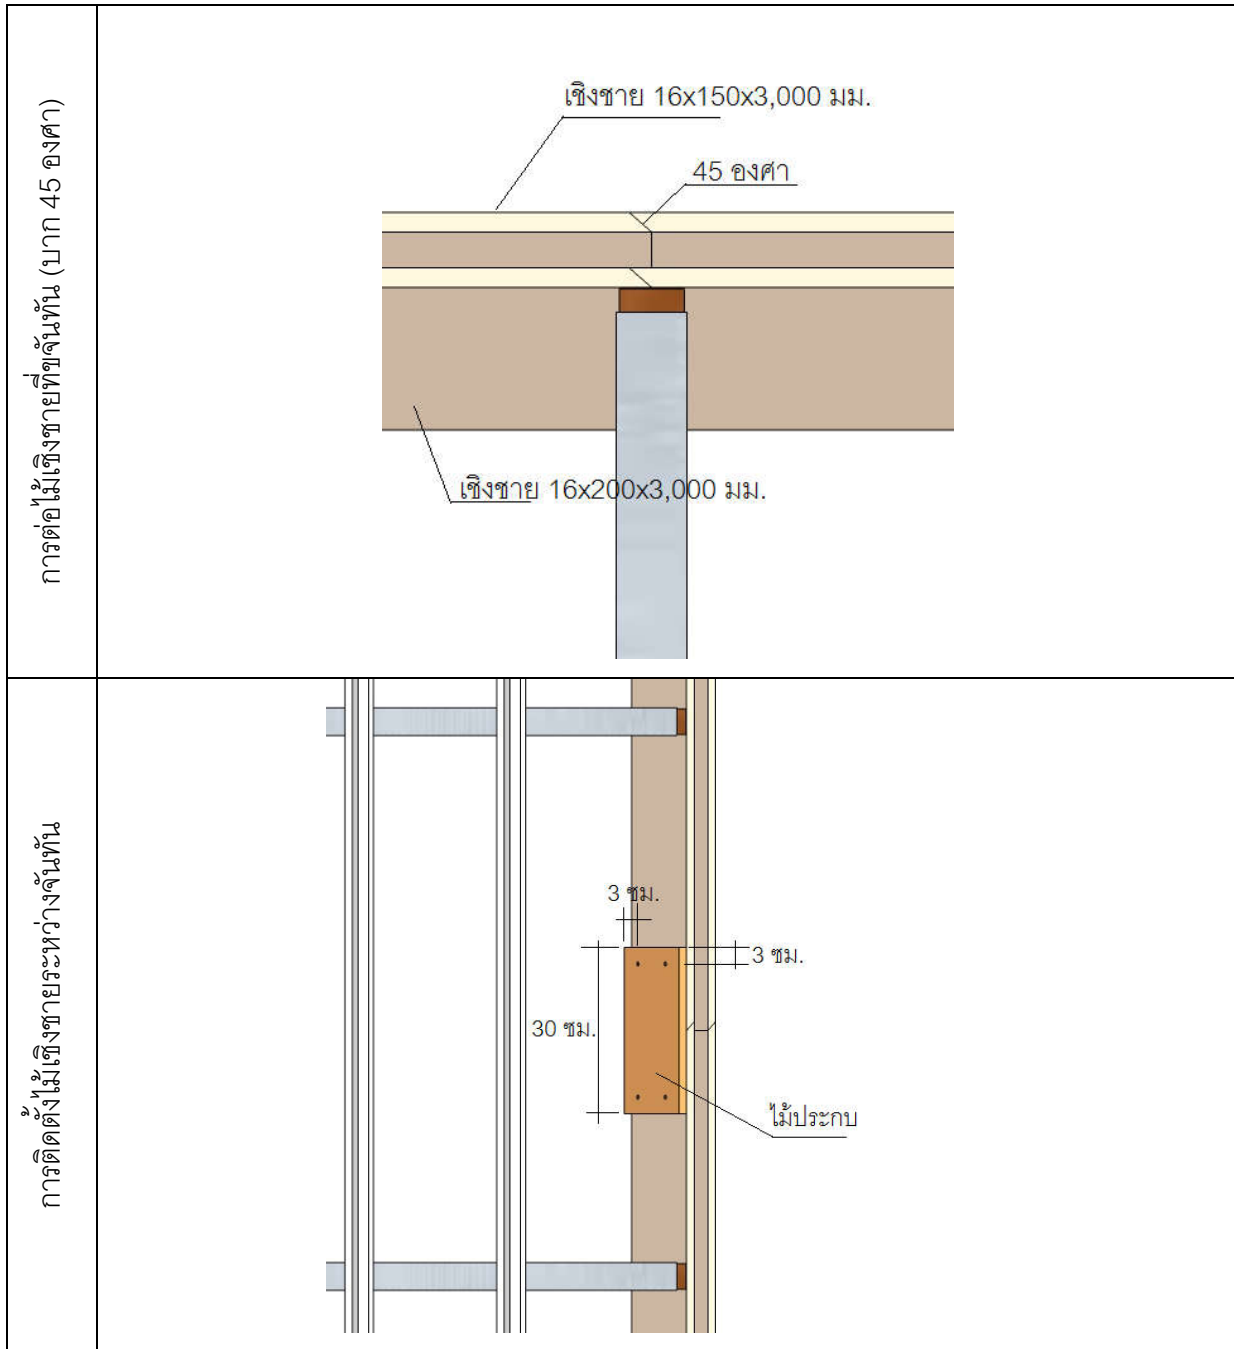 การต่อไม้เชิงชายที่ขจันทัน (บาก 45 องศา)
เชิงชาย 16x150x3,000 มม.
45 องศา
เชิงชาย 16x200x3,000 มม.
การติดตั้งไม้เชิงชายระหว่างจันทัน
3 ซม.
3 ซม.
30 ซม.
ไม้ประกบ